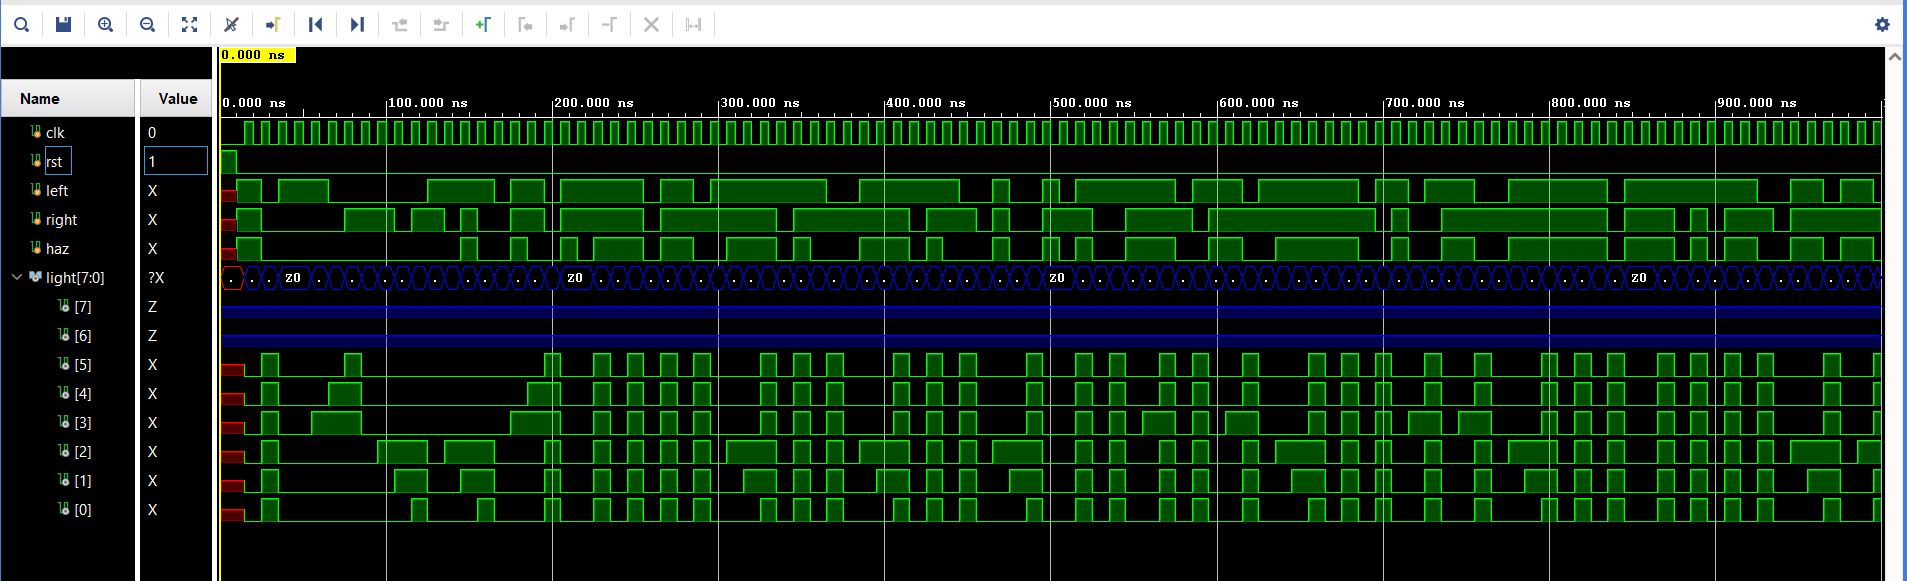 0.000 ns
Name Value
0.000 ns 100.000 ns 200.000 ns 300.000 ns 400.000 ns 500.000 ns 600.000 ns 700.000 ns 800.000 ns 900.000 ns
clk 0
rst 1
left X
right X
haz X
light[7:0] ?X Z0 Z0 Z0 Z0
[7] Z
[6] Z
[5] X
[4] X
[3] X
[2] X
[1] X
[0] X